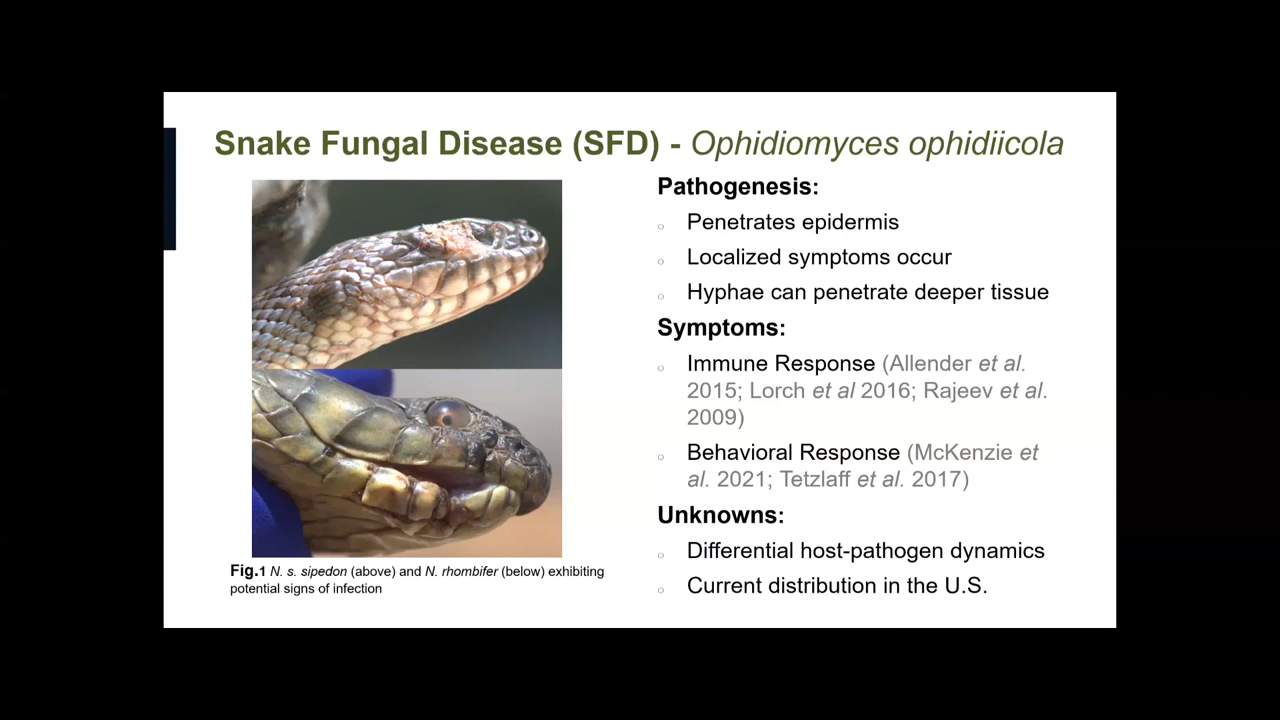 Snake Fungal Disease (SFD) - Ophidiomyces ophidiicola
Pathogenesis:
Penetrates epidermis
Localized symptoms occur
Hyphae can penetrate deeper tissue
Symptoms:
Immune Response (Allender et al.
2015; Lorch et al 2016; Rajeev et al.
2009)
Behavioral Response (McKenzie et
al. 2021; Tetzlaff et al. 2017)
Unknowns:
Differential host-pathogen dynamics
Current distribution in the U.S.
Fig.1 N. s. sipedon (above) and N. rhombifer (below) exhibiting
potential signs of infection